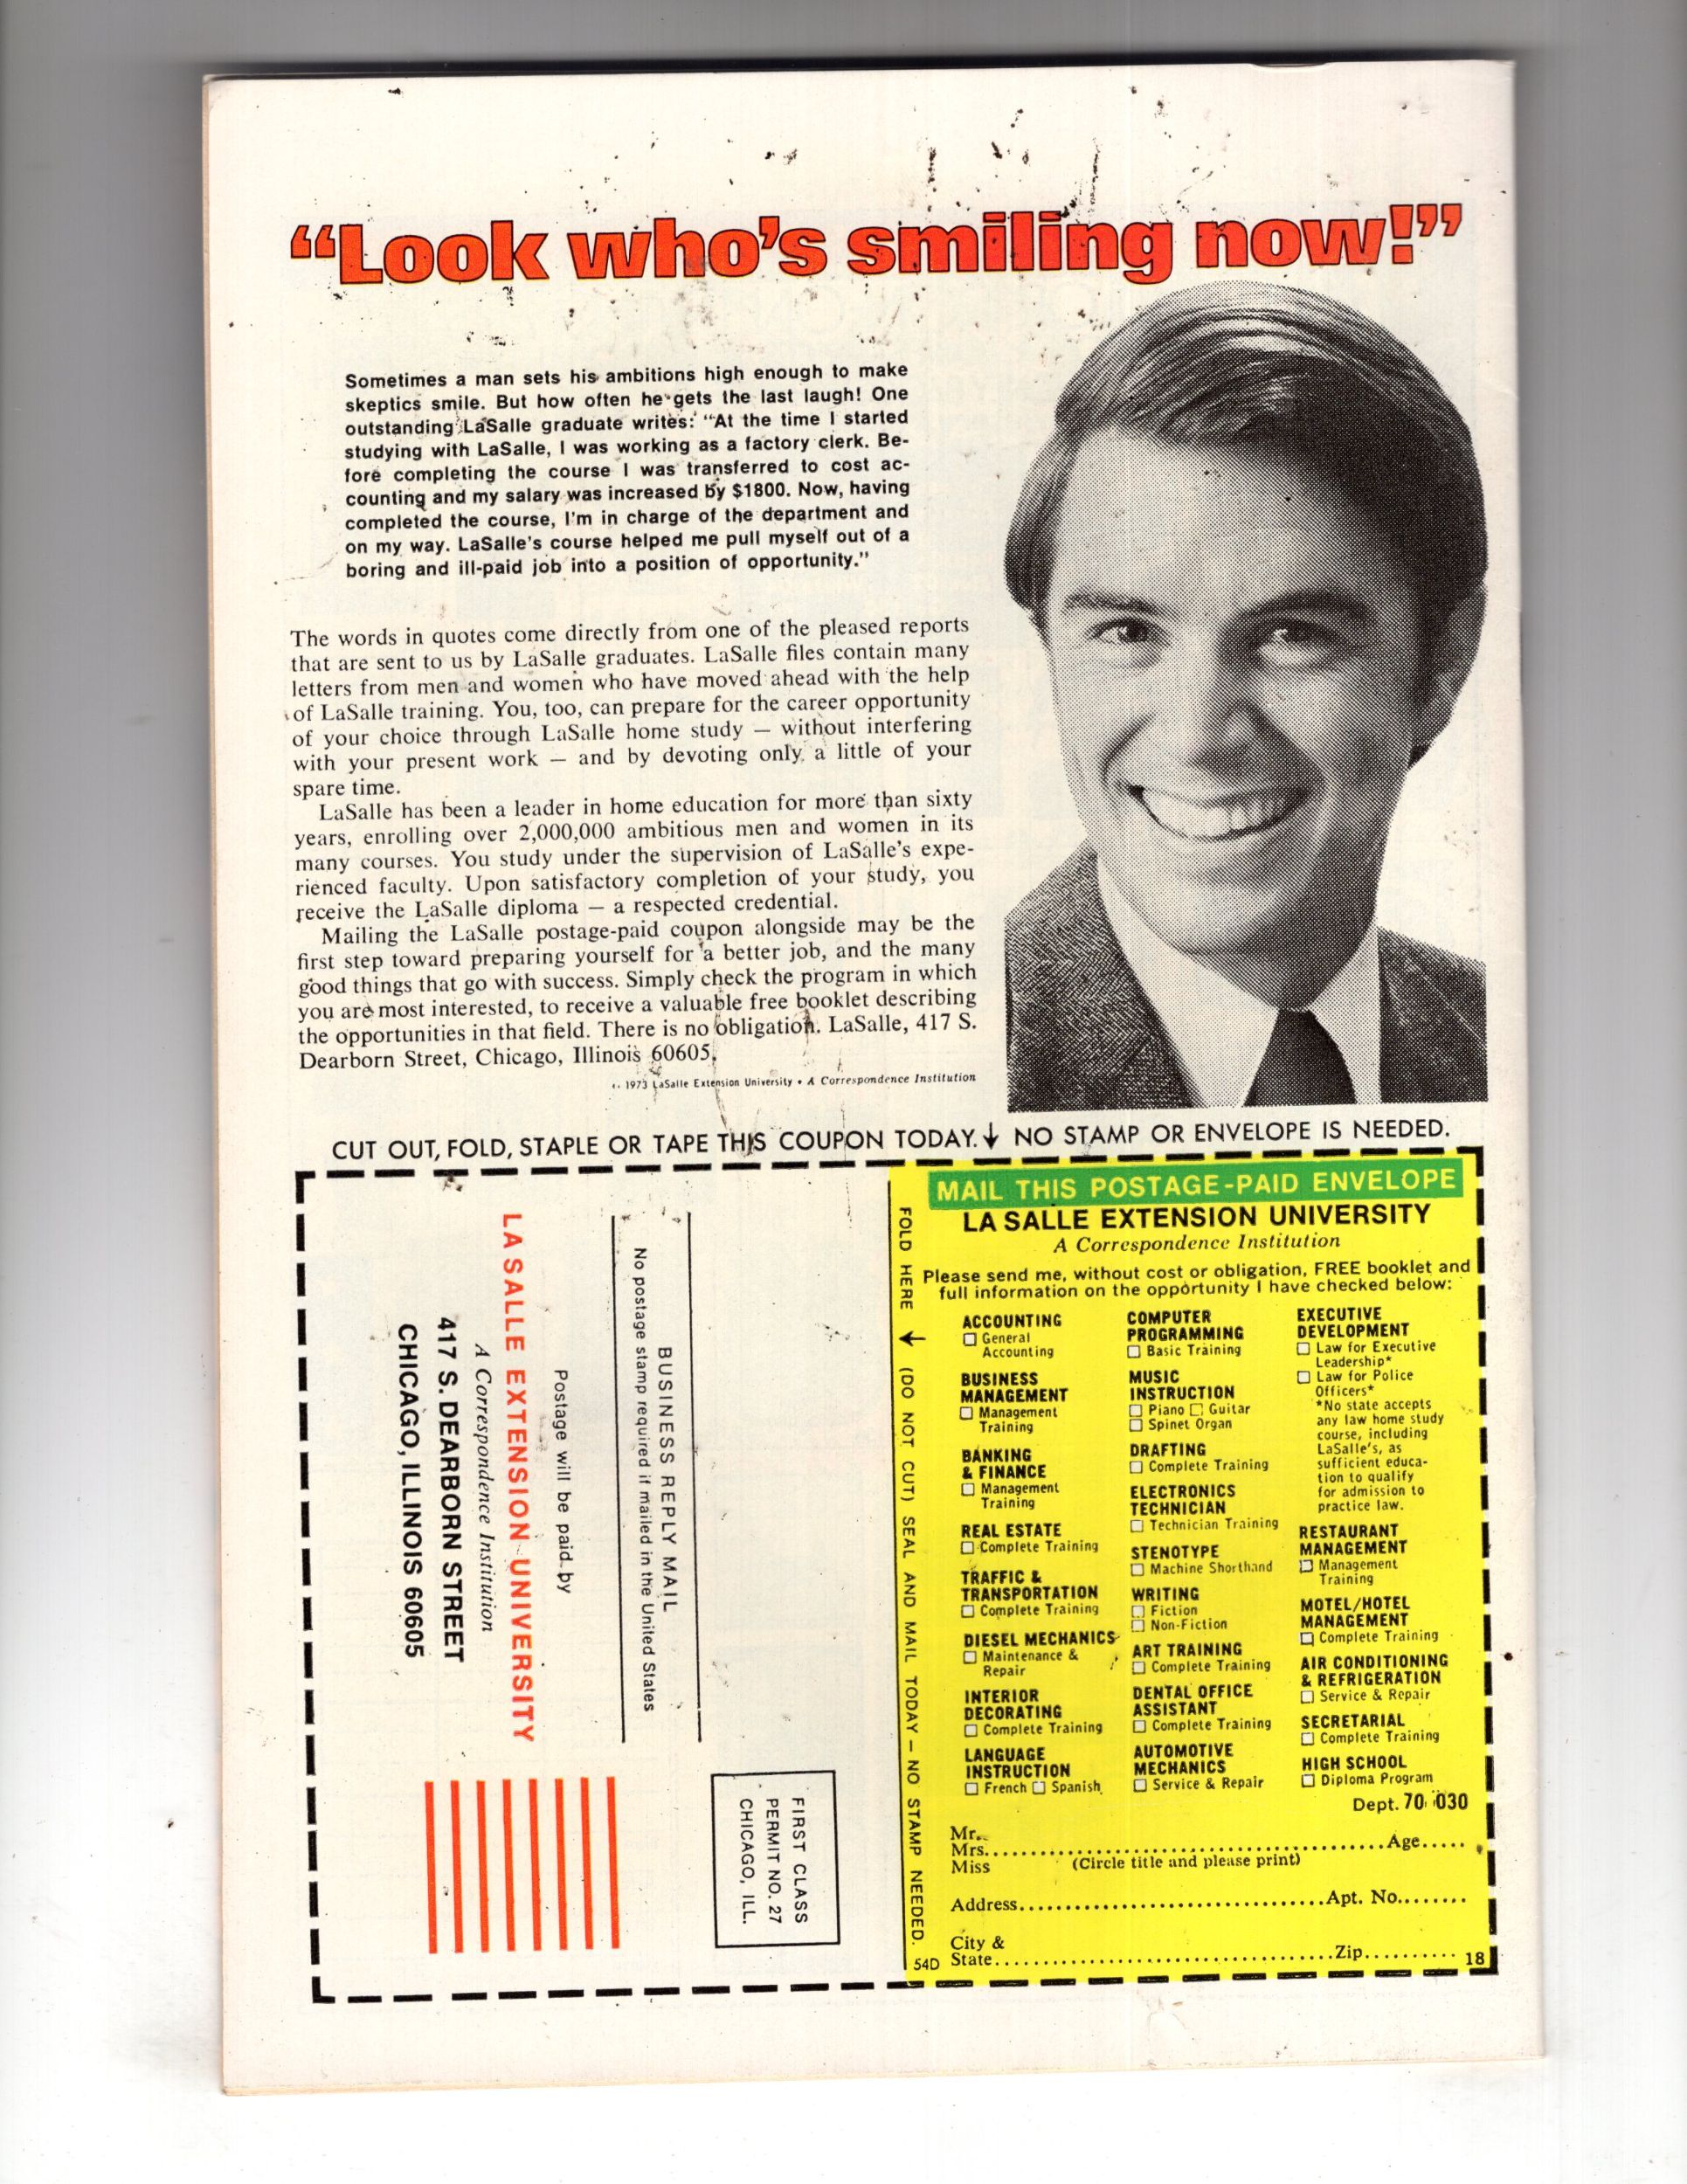 “Look who’s smiling now!”
Sometimes a man sets his ambitions high enough to make
skeptics smile. But how often he gets the last laugh! One
outstanding LaSalle graduate writes: “At the time I started
studying with LaSalle, I was working as a factory clerk. Be-
fore completing the course I was transferred to cost ac-
counting and my salary was increased by $1800. Now, having
completed the course, I’m in charge of the department and
on my way. LaSalle’s course helped me pull myself out of a
boring and ill-paid job into a position of opportunity.”
The words in quotes come directly from one of the pleased reports
that are sent to us by LaSalle graduates. LaSalle files contain many
letters from men and women who have moved ahead with the help
of LaSalle training. You, too, can prepare for the career opportunity
of your choice through LaSalle home study — without interfering
with your present work — and by devoting only a little of your
spare time.
LaSalle has been a leader in home education for more than sixty
years, enrolling over 2,000,000 ambitious men and women in its
many courses. You study under the supervision of LaSalle’s expe-
rienced faculty. Upon satisfactory completion of your study, you
receive the LaSalle diploma — a respected credential.
Mailing the LaSalle postage-paid coupon alongside may be the
first step toward preparing yourself for a better job, and the many
good things that go with success. Simply check the program in which
you are most interested, to receive a valuable free booklet describing
the opportunities in that field. There is no obligation. LaSalle, 417 S.
Dearborn Street, Chicago, Illinois 60605.
1973 LaSalle Extension University • A Correspondence Institution
CUT OUT, FOLD, STAPLE OR TAPE THIS COUPON TODAY. ↓ NO STAMP OR ENVELOPE IS NEEDED.
FIRST CLASS
PERMIT NO. 27
CHICAGO, ILL.
BUSINESS REPLY MAIL
No postage stamp required if mailed in the United States
Postage will be paid by
LA SALLE EXTENSION UNIVERSITY
A Correspondence Institution
417 S. DEARBORN STREET
CHICAGO, ILLINOIS 60605
FOLD HERE ↓ (DO NOT CUT) SEAL AND MAIL TODAY — NO STAMP NEEDED.
MAIL THIS POSTAGE-PAID ENVELOPE
LA SALLE EXTENSION UNIVERSITY
A Correspondence Institution
Please send me, without cost or obligation, FREE booklet and
full information on the opportunity I have checked below:
ACCOUNTING
☐ General
Accounting
BUSINESS
MANAGEMENT
☐ Management
Training
BANKING
& FINANCE
☐ Management
Training
REAL ESTATE
☐ Complete Training
TRAFFIC &
TRANSPORTATION
☐ Complete Training
DIESEL MECHANICS
☐ Maintenance &
Repair
INTERIOR
DECORATING
☐ Complete Training
LANGUAGE
INSTRUCTION
☐ French ☐ Spanish
COMPUTER
PROGRAMMING
☐ Basic Training
MUSIC
INSTRUCTION
☐ Piano ☐ Guitar
☐ Spinet Organ
DRAFTING
☐ Complete Training
ELECTRONICS
TECHNICIAN
☐ Technician Training
STENOTYPE
☐ Machine Shorthand
WRITING
☐ Fiction
☐ Non-Fiction
ART TRAINING
☐ Complete Training
DENTAL OFFICE
ASSISTANT
☐ Complete Training
AUTOMOTIVE
MECHANICS
☐ Service & Repair
EXECUTIVE
DEVELOPMENT
☐ Law for Executive
Leadership*
☐ Law for Police
Officers*
*No state accepts
any law home study
course, including
LaSalle’s, as
sufficient educa-
tion to qualify
for admission to
practice law.
RESTAURANT
MANAGEMENT
☐ Management
Training
MOTEL/HOTEL
MANAGEMENT
☐ Complete Training
AIR CONDITIONING
& REFRIGERATION
☐ Service & Repair
SECRETARIAL
☐ Complete Training
HIGH SCHOOL
☐ Diploma Program
Dept. 70-030
Mr.
Mrs. Age
Miss (Circle title and please print)
Address Apt. No.
City &
State Zip
54D 18